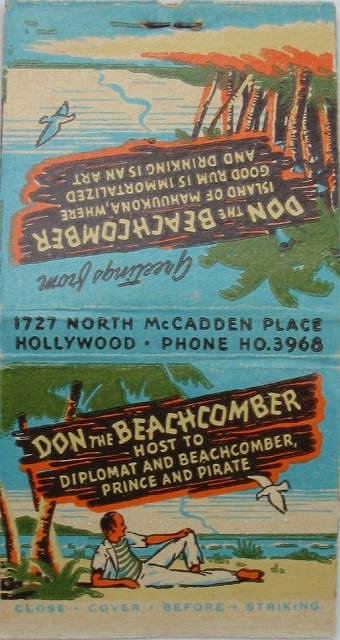 Greetings from
DON THE BEACHCOMBER
ISLAND OF MAHUUKONA, WHERE
GOOD RUM IS IMMORTALIZED
AND DRINKING IS AN ART
1727 NORTH McCADDEN PLACE
HOLLYWOOD • PHONE HO.3968
DON THE BEACHCOMBER
HOST TO
DIPLOMAT AND BEACHCOMBER,
PRINCE AND PIRATE
CLOSE • COVER • BEFORE • STRIKING